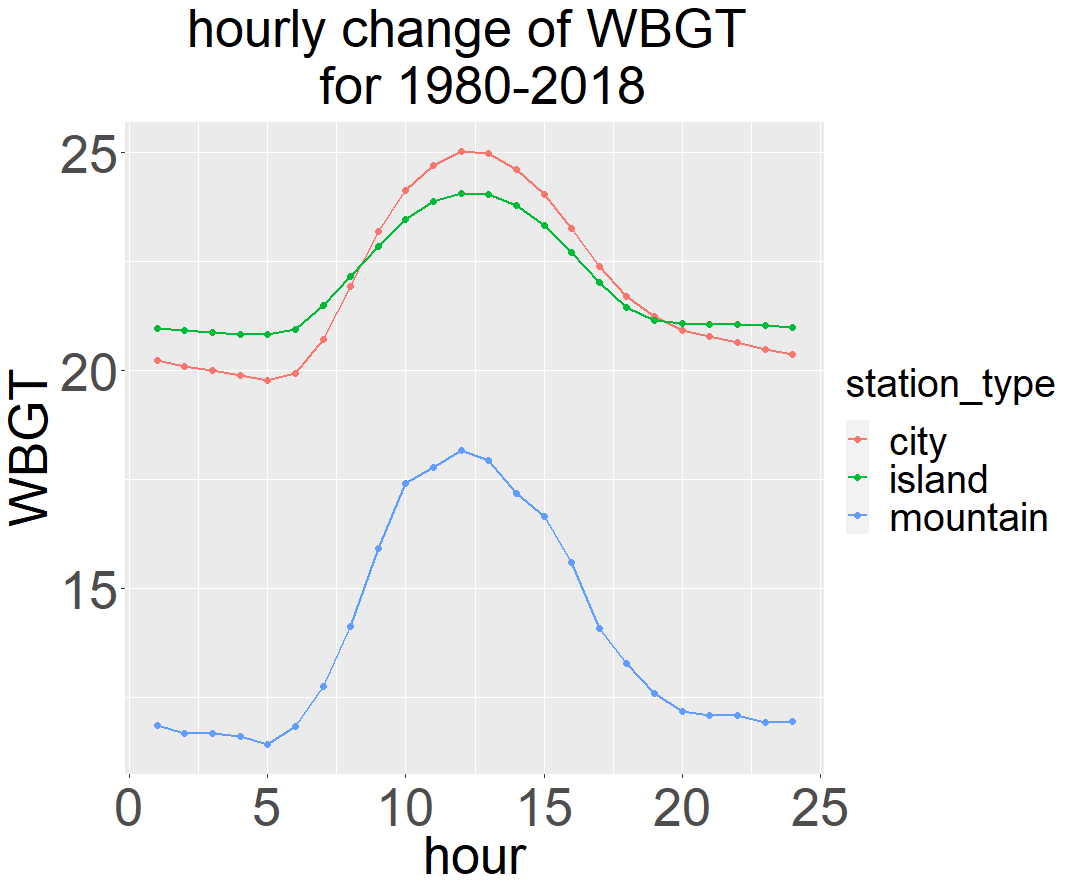 hourly change of WBGT
for 1980-2018
25
20
15
WBGT
0 5 10 15 20 25
hour
station_type
city
island
mountain